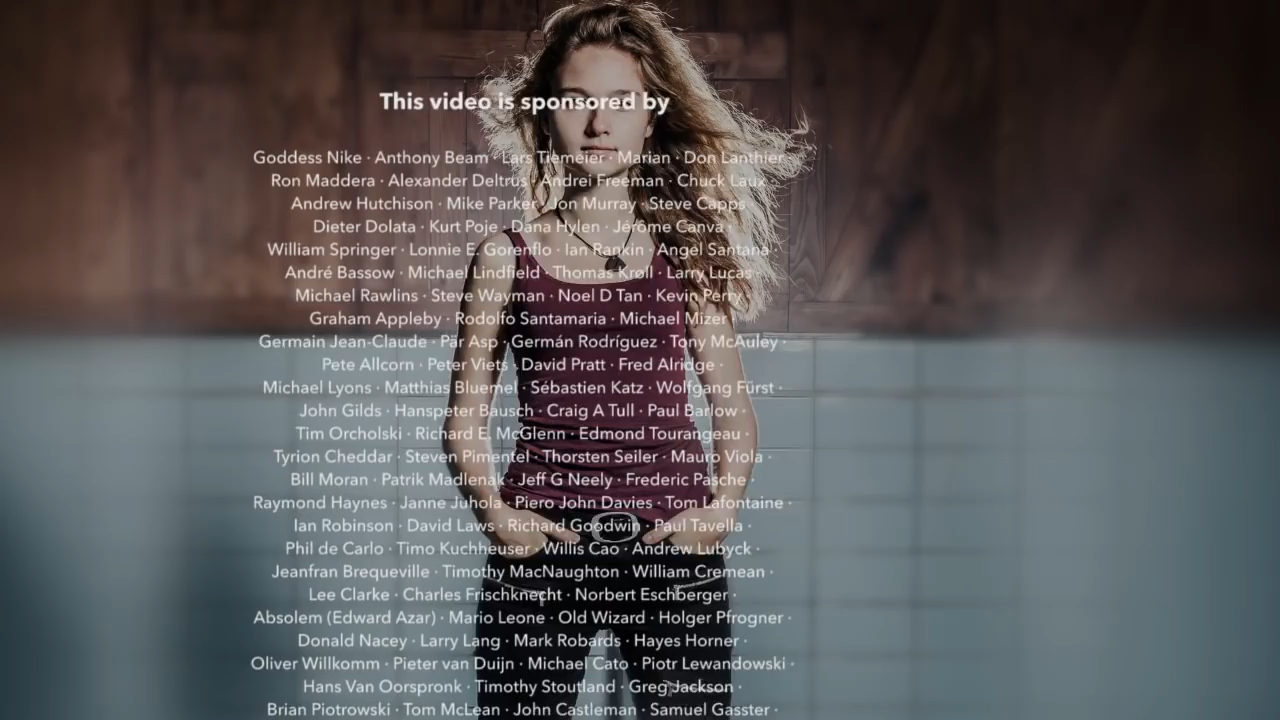 This video is sponsored by
Goddess Nike · Anthony Beam · Lars Tiemeier · Marian · Don Lanthier ·
Ron Maddera · Alexander Deltrus · Andrei Freeman · Chuck Laux ·
Andrew Hutchison · Mike Parker · Jon Murray · Steve Capps ·
Dieter Dolata · Kurt Poje · Dana Hylen · Jérôme Canva ·
William Springer · Lonnie E. Gorenflo · Ian Rankin · Angel Santana ·
André Bassow · Michael Lindfield · Thomas Krøll · Larry Lucas ·
Michael Rawlins · Steve Wayman · Noel D Tan · Kevin Perry ·
Graham Appleby · Rodolfo Santamaria · Michael Mizer ·
Germain Jean-Claude · Pär Asp · Germán Rodríguez · Tony McAuley ·
Pete Allcorn · Peter Viets · David Pratt · Fred Alridge ·
Michael Lyons · Matthias Bluemel · Sébastien Katz · Wolfgang Fürst ·
John Gilds · Hanspeter Bausch · Craig A Tull · Paul Barlow ·
Tim Orcholski · Richard E. McGlenn · Edmond Tourangeau ·
Tyrion Cheddar · Steven Pimentel · Thorsten Seiler · Mauro Viola ·
Bill Moran · Patrik Madlenak · Jeff G Neely · Frederic Pasche ·
Raymond Haynes · Janne Juhola · Piero John Davies · Tom Lafontaine ·
Ian Robinson · David Laws · Richard Goodwin · Paul Tavella ·
Phil de Carlo · Timo Kuchheuser · Willis Cao · Andrew Lubyck ·
Jeanfran Brequeville · Timothy MacNaughton · William Cremean ·
Lee Clarke · Charles Frischknecht · Norbert Eschberger ·
Absolem (Edward Azar) · Mario Leone · Old Wizard · Holger Pfrogner ·
Donald Nacey · Larry Lang · Mark Robards · Hayes Horner ·
Oliver Willkomm · Pieter van Duijn · Michael Cato · Piotr Lewandowski ·
Hans Van Oorspronk · Timothy Stoutland · Greg Jackson ·
Brian Piotrowski · Tom McLean · John Castleman · Samuel Gasster ·